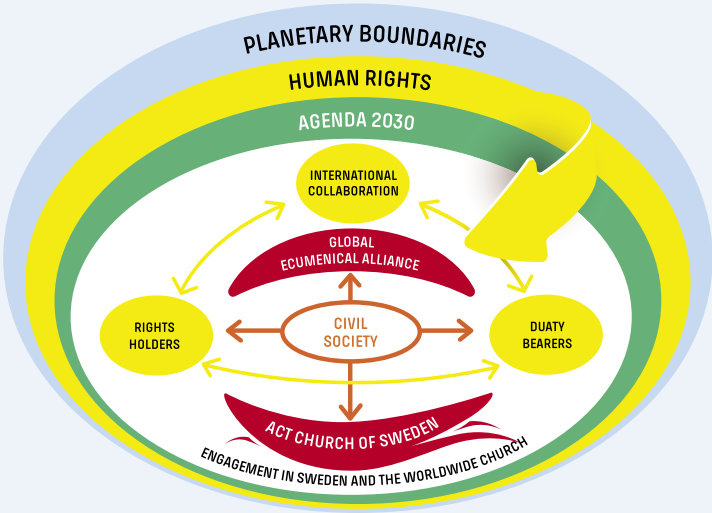 PLANETARY BOUNDARIES
HUMAN RIGHTS
AGENDA 2030
INTERNATIONAL
COLLABORATION
GLOBAL
ECUMENICAL ALLIANCE
RIGHTS
HOLDERS
CIVIL
SOCIETY
DUATY
BEARERS
ACT CHURCH OF SWEDEN
ENGAGEMENT IN SWEDEN AND THE WORLDWIDE CHURCH